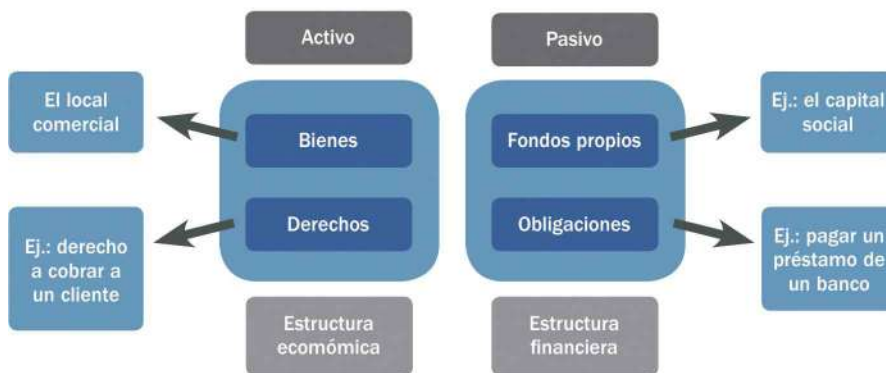 Activo
Pasivo
El local
comercial
Bienes
Fondos propios
Ej.: el capital
social
Ej.: derecho
a cobrar a
un cliente
Derechos
Obligaciones
Ej.: pagar un
préstamo de
un banco
Estructura
ecomómica
Estructura
financiera